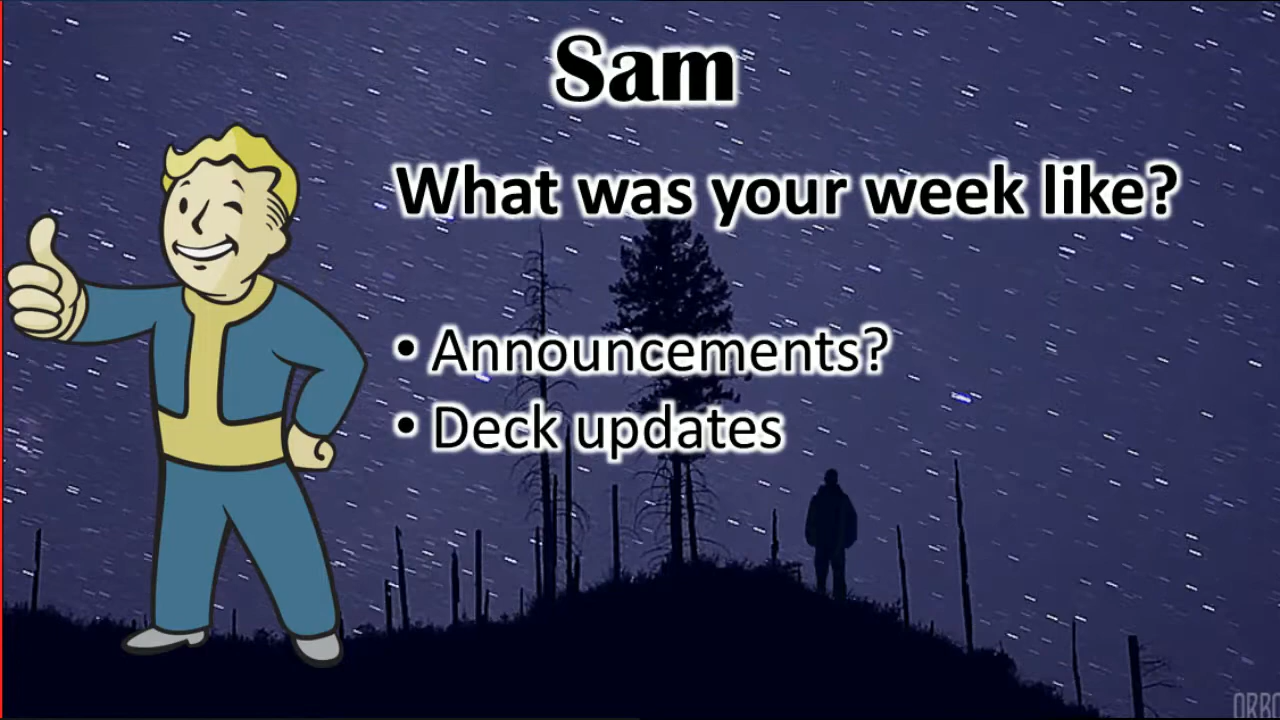 Sam
What was your week like?
• Announcements?
• Deck updates